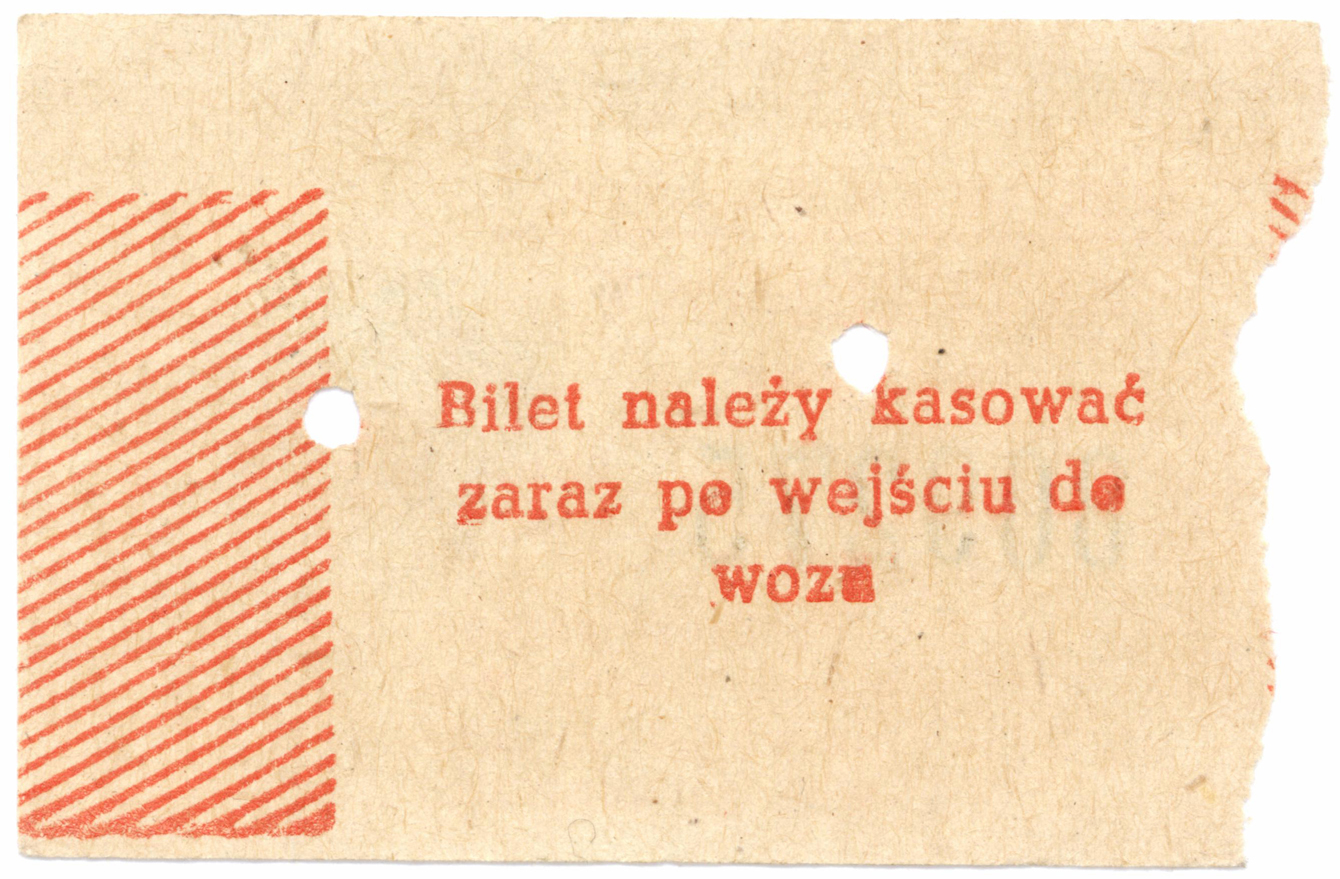 Bilet należy kasować
zaraz po wejściu do
wozu